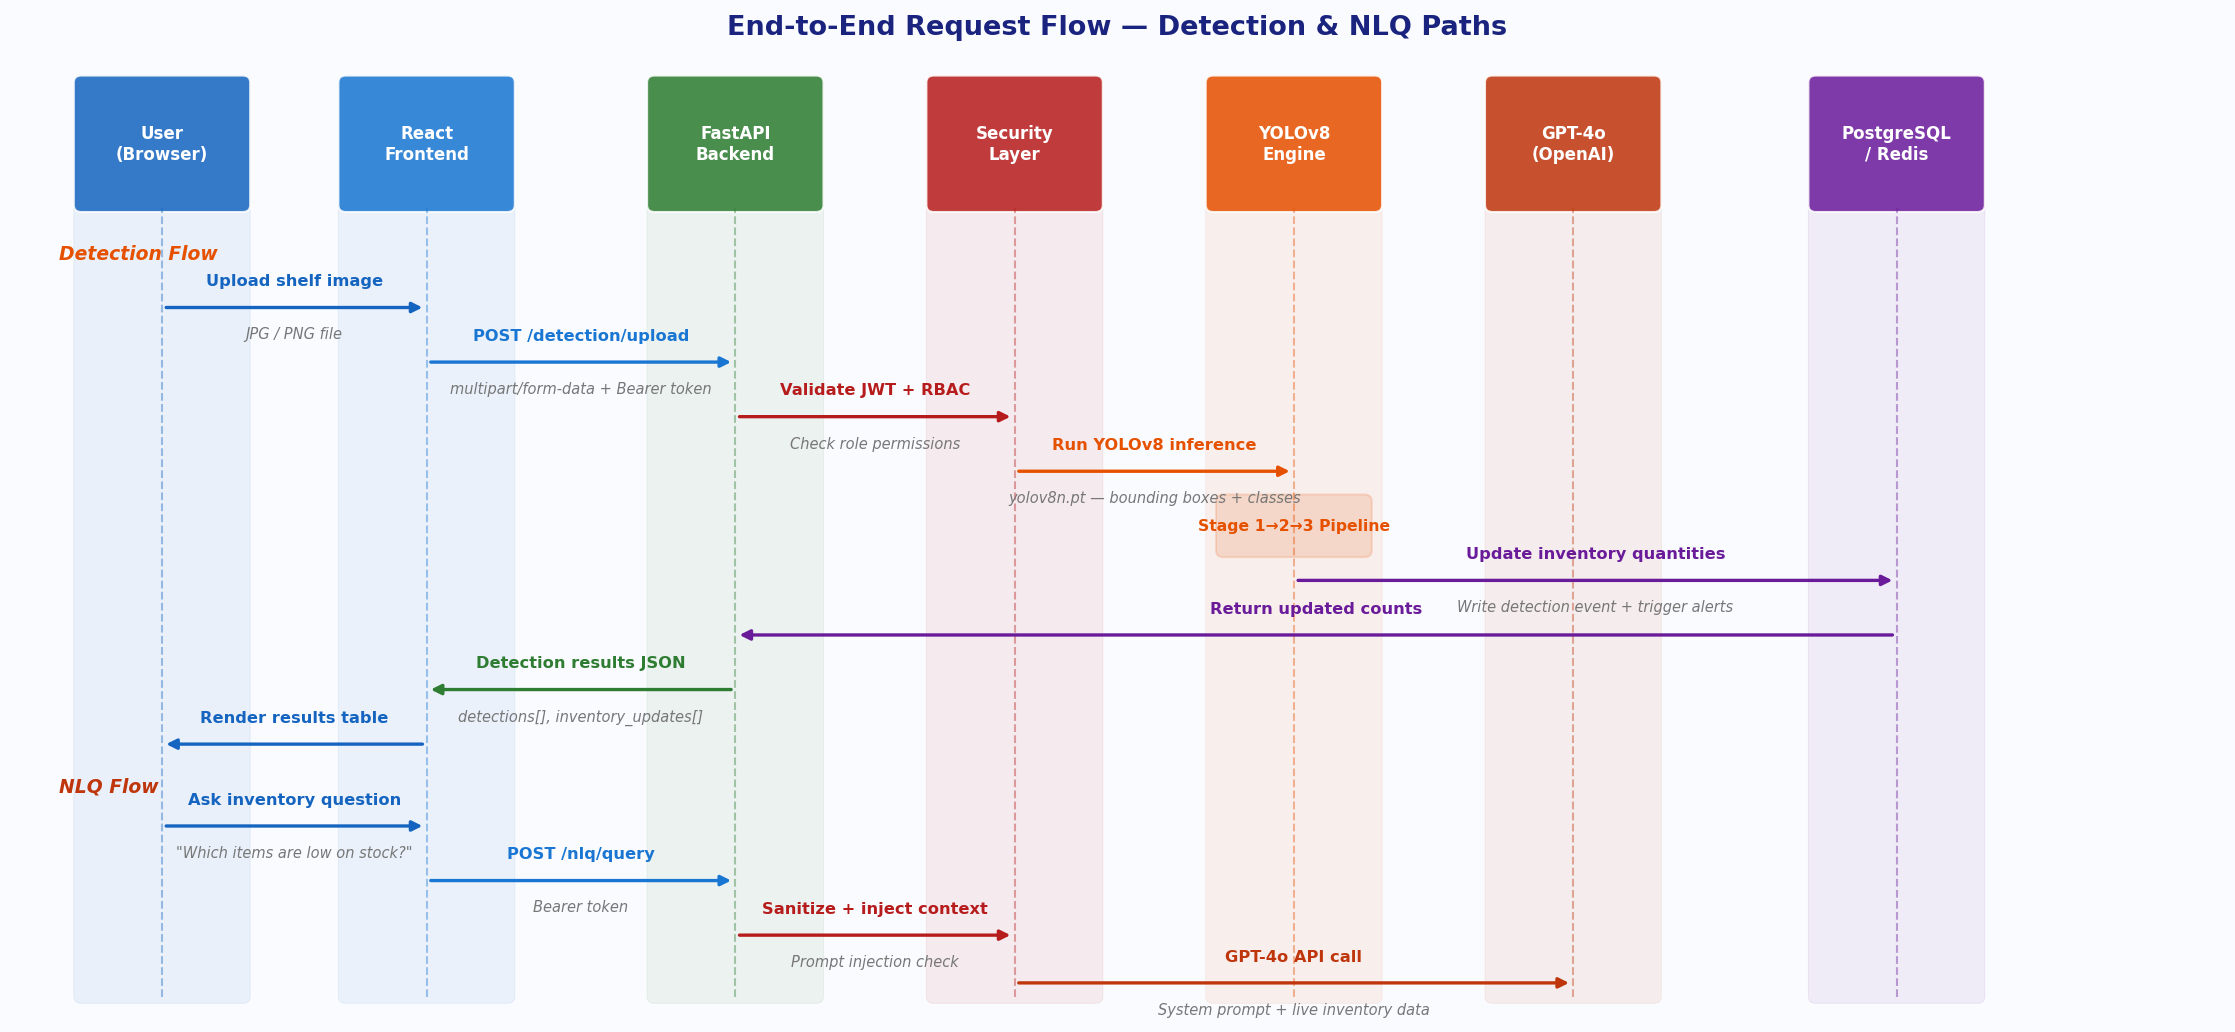 End-to-End Request Flow — Detection & NLQ Paths
User
(Browser)
React
Frontend
FastAPI
Backend
Security
Layer
YOLOv8
Engine
GPT-4o
(OpenAI)
PostgreSQL
/ Redis
Detection Flow
Upload shelf image
JPG / PNG file
POST /detection/upload
multipart/form-data + Bearer token
Validate JWT + RBAC
Check role permissions
Run YOLOv8 inference
yolov8n.pt — bounding boxes + classes
Stage 1→2→3 Pipeline
Update inventory quantities
Write detection event + trigger alerts
Return updated counts
Detection results JSON
detections[], inventory_updates[]
Render results table
NLQ Flow
Ask inventory question
"Which items are low on stock?"
POST /nlq/query
Bearer token
Sanitize + inject context
Prompt injection check
GPT-4o API call
System prompt + live inventory data